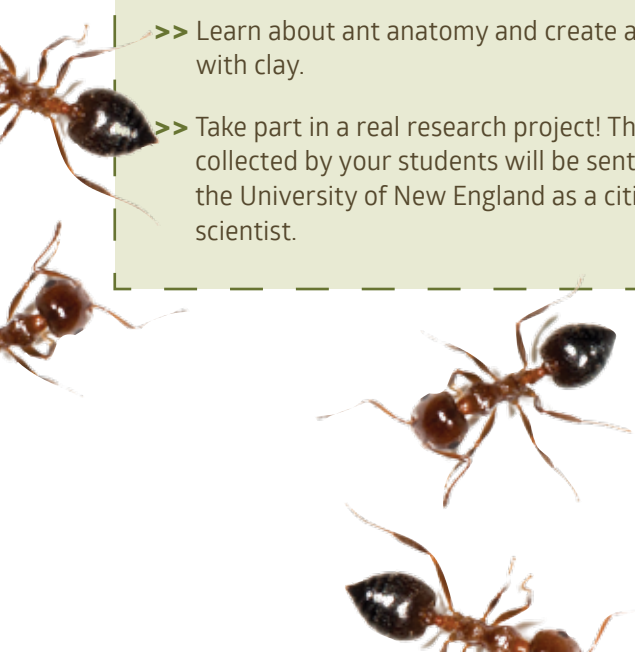 >> Learn about ant anatomy and create a
with clay.
>> Take part in a real research project! Th
collected by your students will be sent
the University of New England as a citi
scientist.